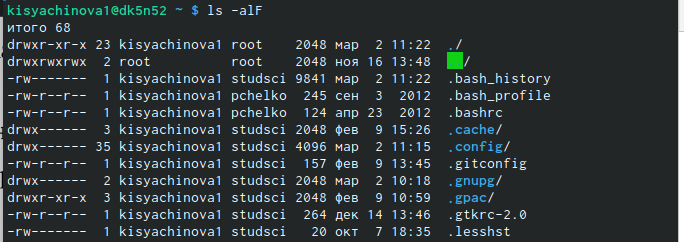 kisyachinova1@dk5n52 ~ $ ls -alF
итого 68
drwxr-xr-x 23 kisyachinova1 root 2048 мар 2 11:22 ./
drwxrwxrwx 2 root root 2048 ноя 16 13:48 ../
-rw------- 1 kisyachinova1 studsci 9841 мар 2 11:22 .bash_history
-rw-r--r-- 1 kisyachinova1 pchelko 245 сен 3 2012 .bash_profile
-rw-r--r-- 1 kisyachinova1 pchelko 124 апр 23 2012 .bashrc
drwx------ 3 kisyachinova1 studsci 2048 фев 9 15:26 .cache/
drwx------ 35 kisyachinova1 studsci 4096 мар 2 11:15 .config/
-rw-r--r-- 1 kisyachinova1 studsci 157 фев 9 13:45 .gitconfig
drwx------ 2 kisyachinova1 studsci 2048 мар 2 10:18 .gnupg/
drwxr-xr-x 3 kisyachinova1 studsci 2048 фев 9 10:59 .gpac/
-rw-r--r-- 1 kisyachinova1 studsci 264 дек 14 13:46 .gtkrc-2.0
-rw------- 1 kisyachinova1 studsci 20 окт 7 18:35 .lesshst